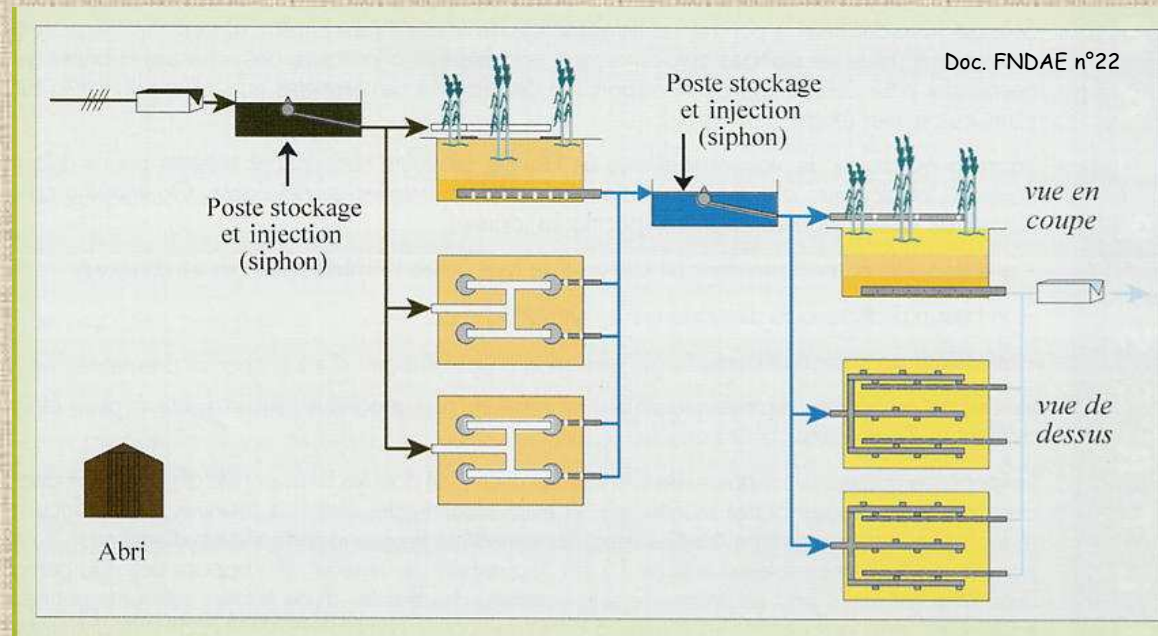 Doc. FNDAE n°22
Poste stockage
et injection
(siphon)
Poste stockage
et injection
(siphon)
vue en
coupe
vue de
dessus
Abri